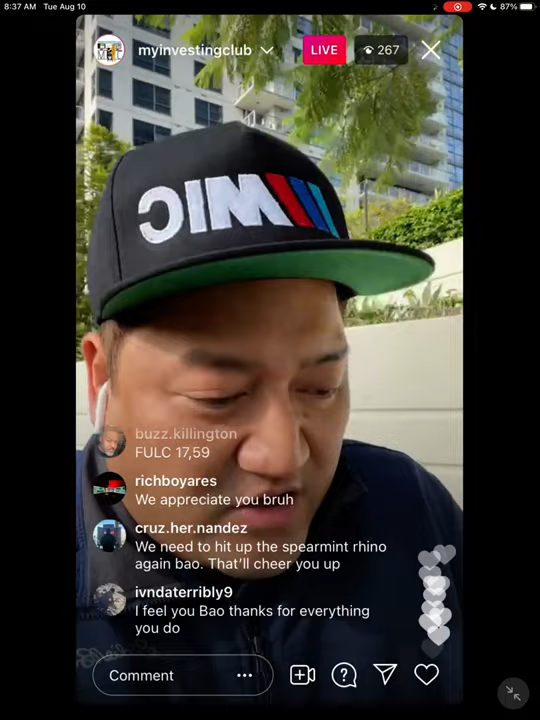 8:37 AM Tue Aug 10
87%
myinvestingclub
LIVE
267
MIC
buzz.killington
FULC 17,59
richboyares
We appreciate you bruh
cruz.her.nandez
We need to hit up the spearmint rhino
again bao. That'll cheer you up
ivndaterribly9
I feel you Bao thanks for everything
you do
Comment